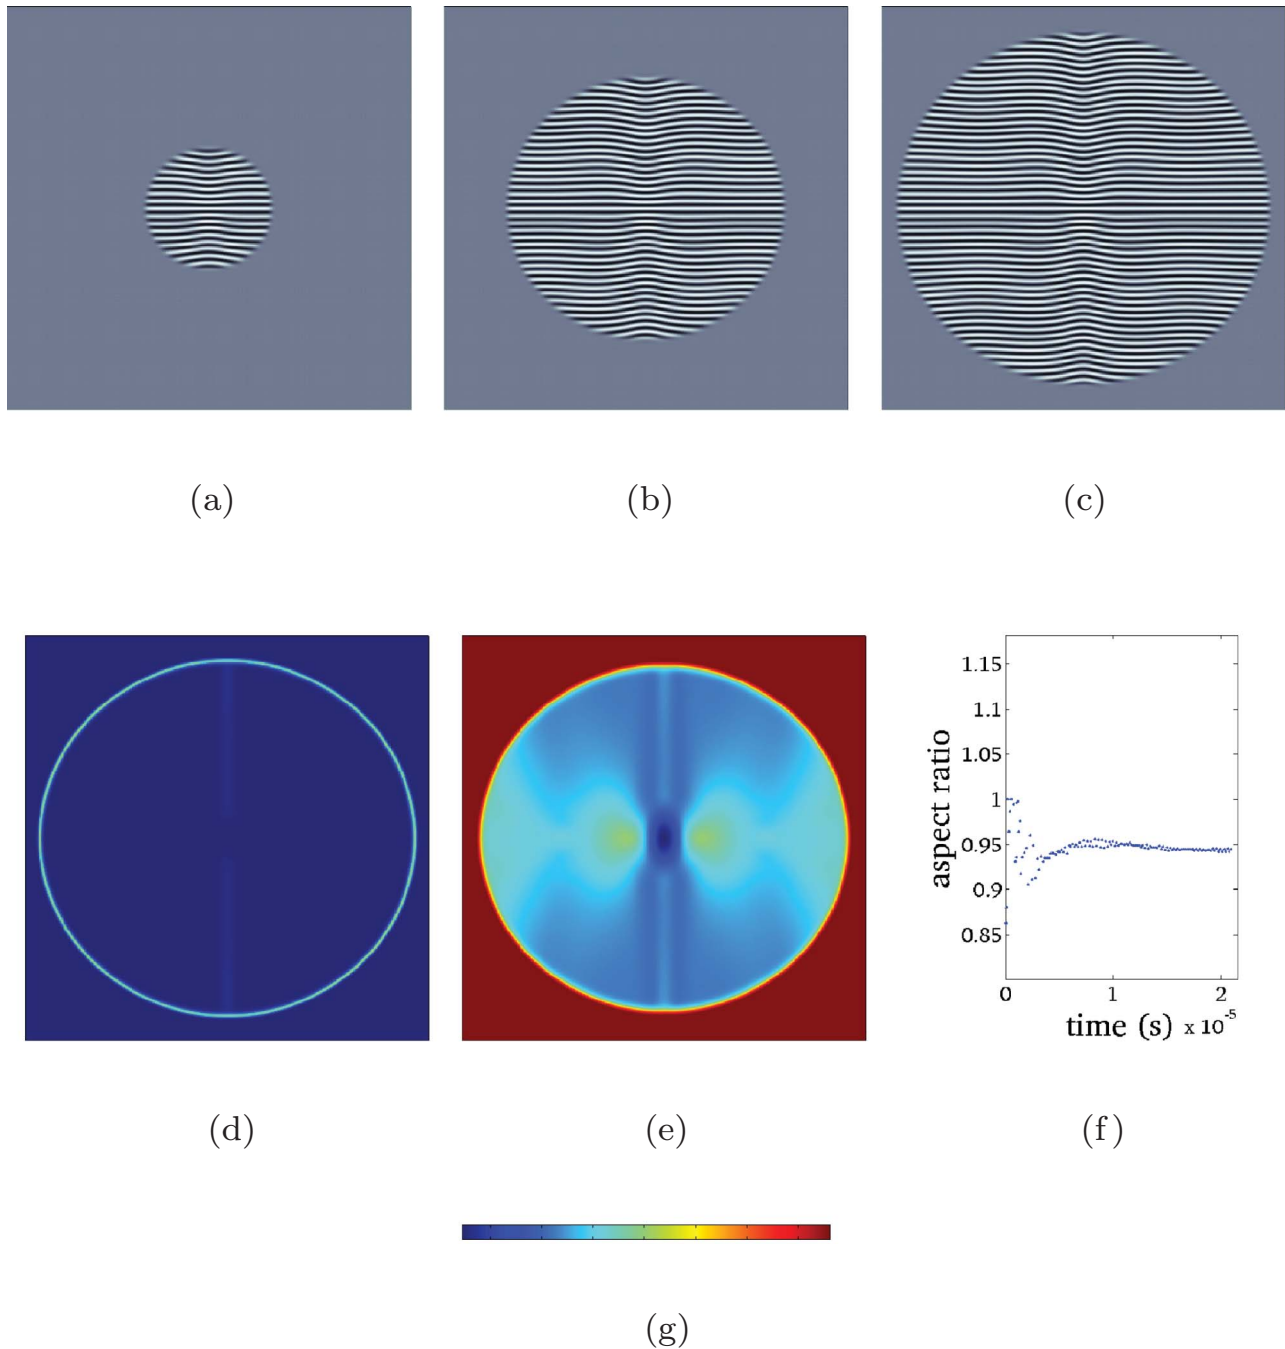 (a)
(b)
(c)
1.15
1.1
1.05
1
0.95
0.9
0.85
aspect ratio
0
1
2
time (s) x 10-5
(d)
(e)
(f)
(g)